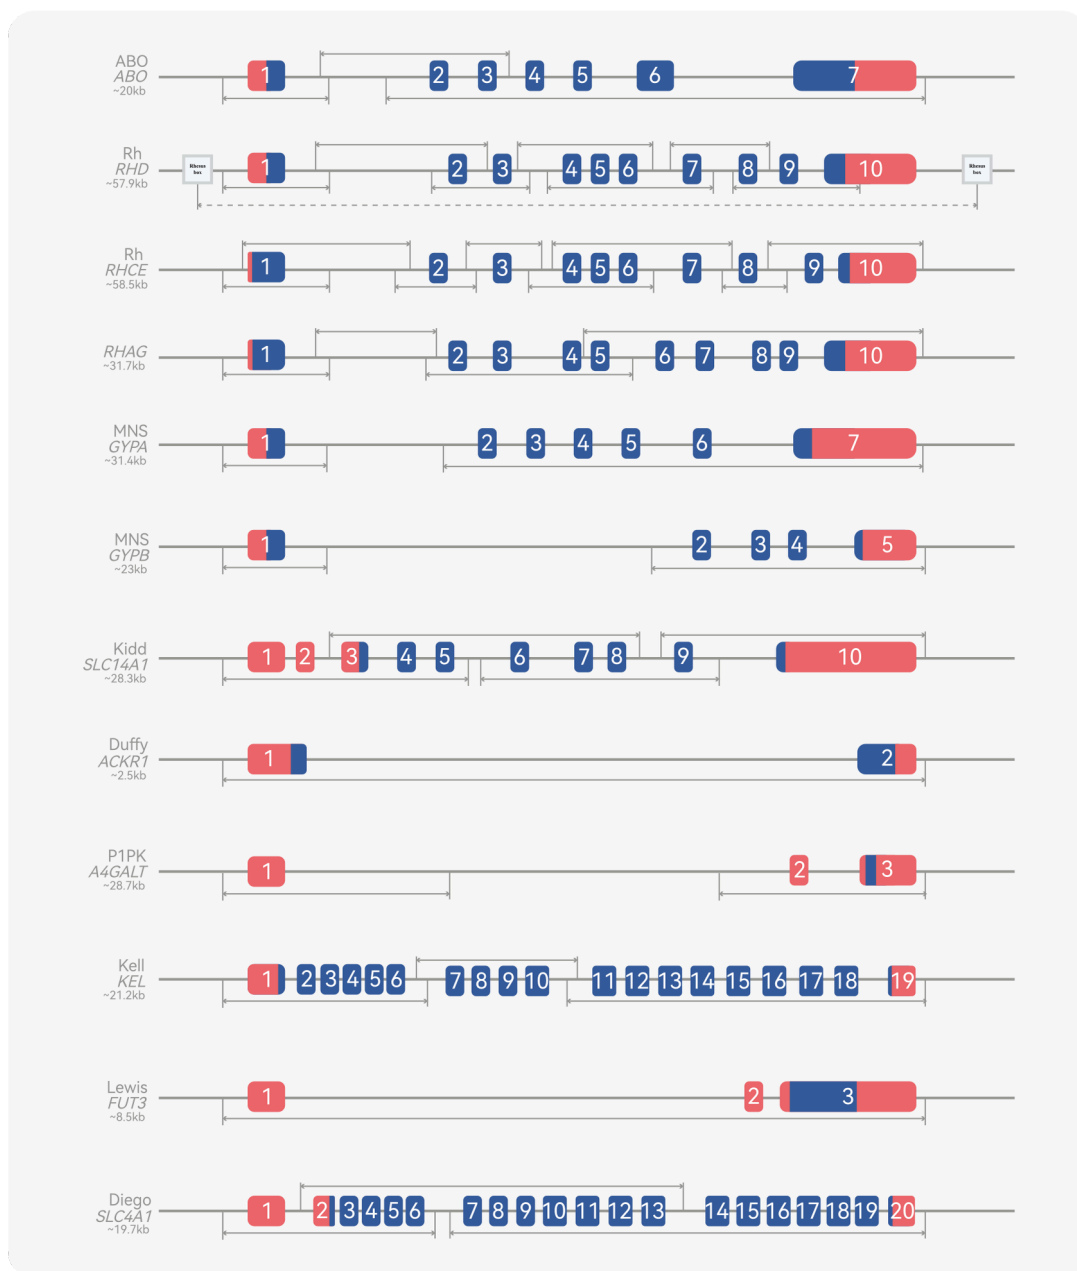 ABO
ABO
~20kb
1 2 3 4 5 6 7
Rh
RHD
~57.9kb
Rhesus
box
1 2 3 4 5 6 7 8 9 10
Rhesus
box
Rh
RHCE
~58.5kb
1 2 3 4 5 6 7 8 9 10
RHAG
~31.7kb
1 2 3 4 5 6 7 8 9 10
MNS
GYPA
~31.4kb
1 2 3 4 5 6 7
MNS
GYPB
~23kb
1 2 3 4 5
Kidd
SLC14A1
~28.3kb
1 2 3 4 5 6 7 8 9 10
Duffy
ACKR1
~2.5kb
1 2
P1PK
A4GALT
~28.7kb
1 2 3
Kell
KEL
~21.2kb
1 2 3 4 5 6 7 8 9 10 11 12 13 14 15 16 17 18 19
Lewis
FUT3
~8.5kb
1 2 3
Diego
SLC4A1
~19.7kb
1 2 3 4 5 6 7 8 9 10 11 12 13 14 15 16 17 18 19 20